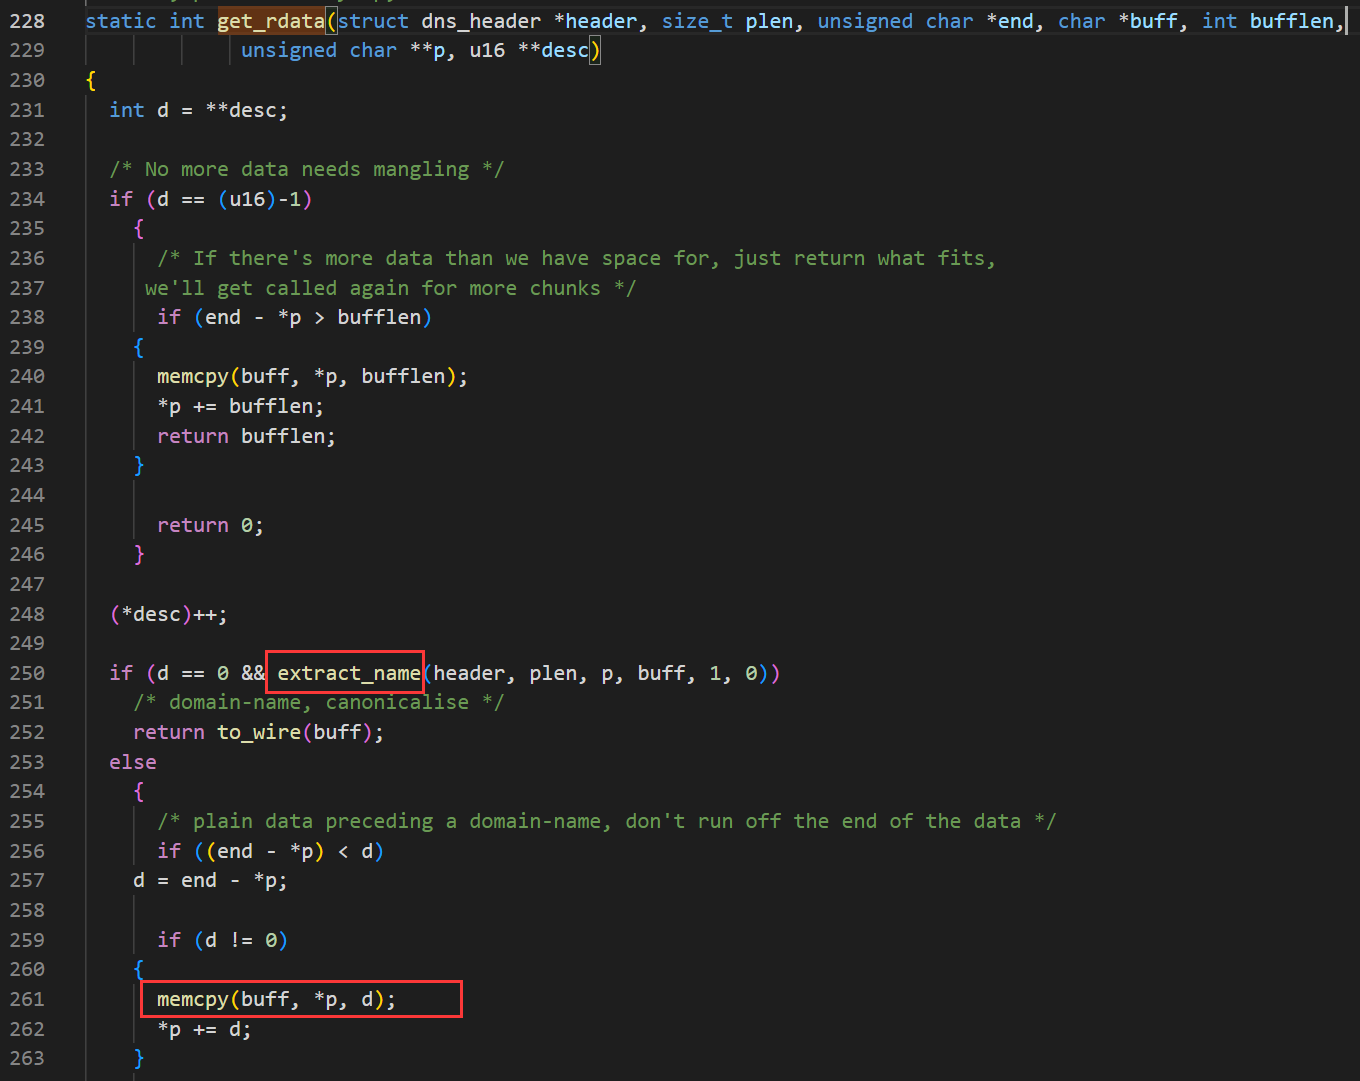 228 static int get_rdata(struct dns_header *header, size_t plen, unsigned char *end, char *buff, int bufflen,
229 unsigned char **p, u16 **desc)
230 {
231 int d = **desc;
232
233 /* No more data needs mangling */
234 if (d == (u16)-1)
235 {
236 /* If there's more data than we have space for, just return what fits,
237 we'll get called again for more chunks */
238 if (end - *p > bufflen)
239 {
240 memcpy(buff, *p, bufflen);
241 *p += bufflen;
242 return bufflen;
243 }
244
245 return 0;
246 }
247
248 (*desc)++;
249
250 if (d == 0 && extract_name(header, plen, p, buff, 1, 0))
251 /* domain-name, canonicalise */
252 return to_wire(buff);
253 else
254 {
255 /* plain data preceding a domain-name, don't run off the end of the data */
256 if ((end - *p) < d)
257 d = end - *p;
258
259 if (d != 0)
260 {
261 memcpy(buff, *p, d);
262 *p += d;
263 }